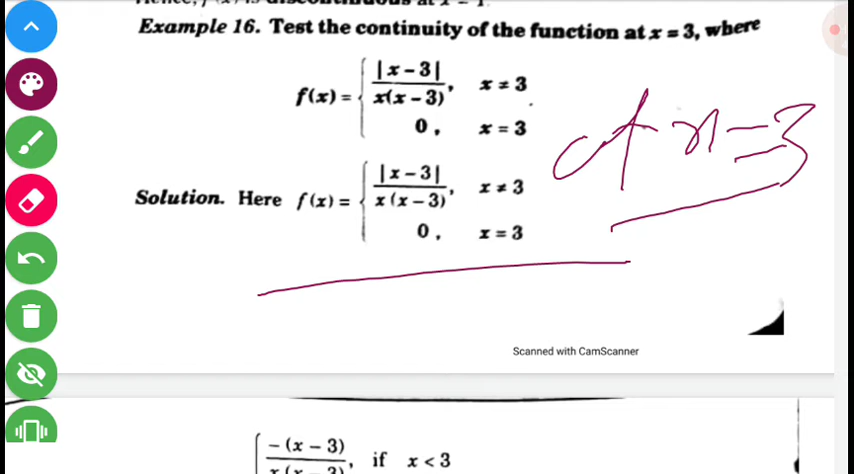 Example 16. Test the continuity of the function at x = 3, where
f(x) = { |x – 3| / x(x – 3), x ≠ 3
0, x = 3
At x = 3
Solution. Here f(x) = { |x – 3| / x (x – 3), x ≠ 3
0, x = 3
Scanned with CamScanner
– (x – 3) / x (x – 3), if x < 3